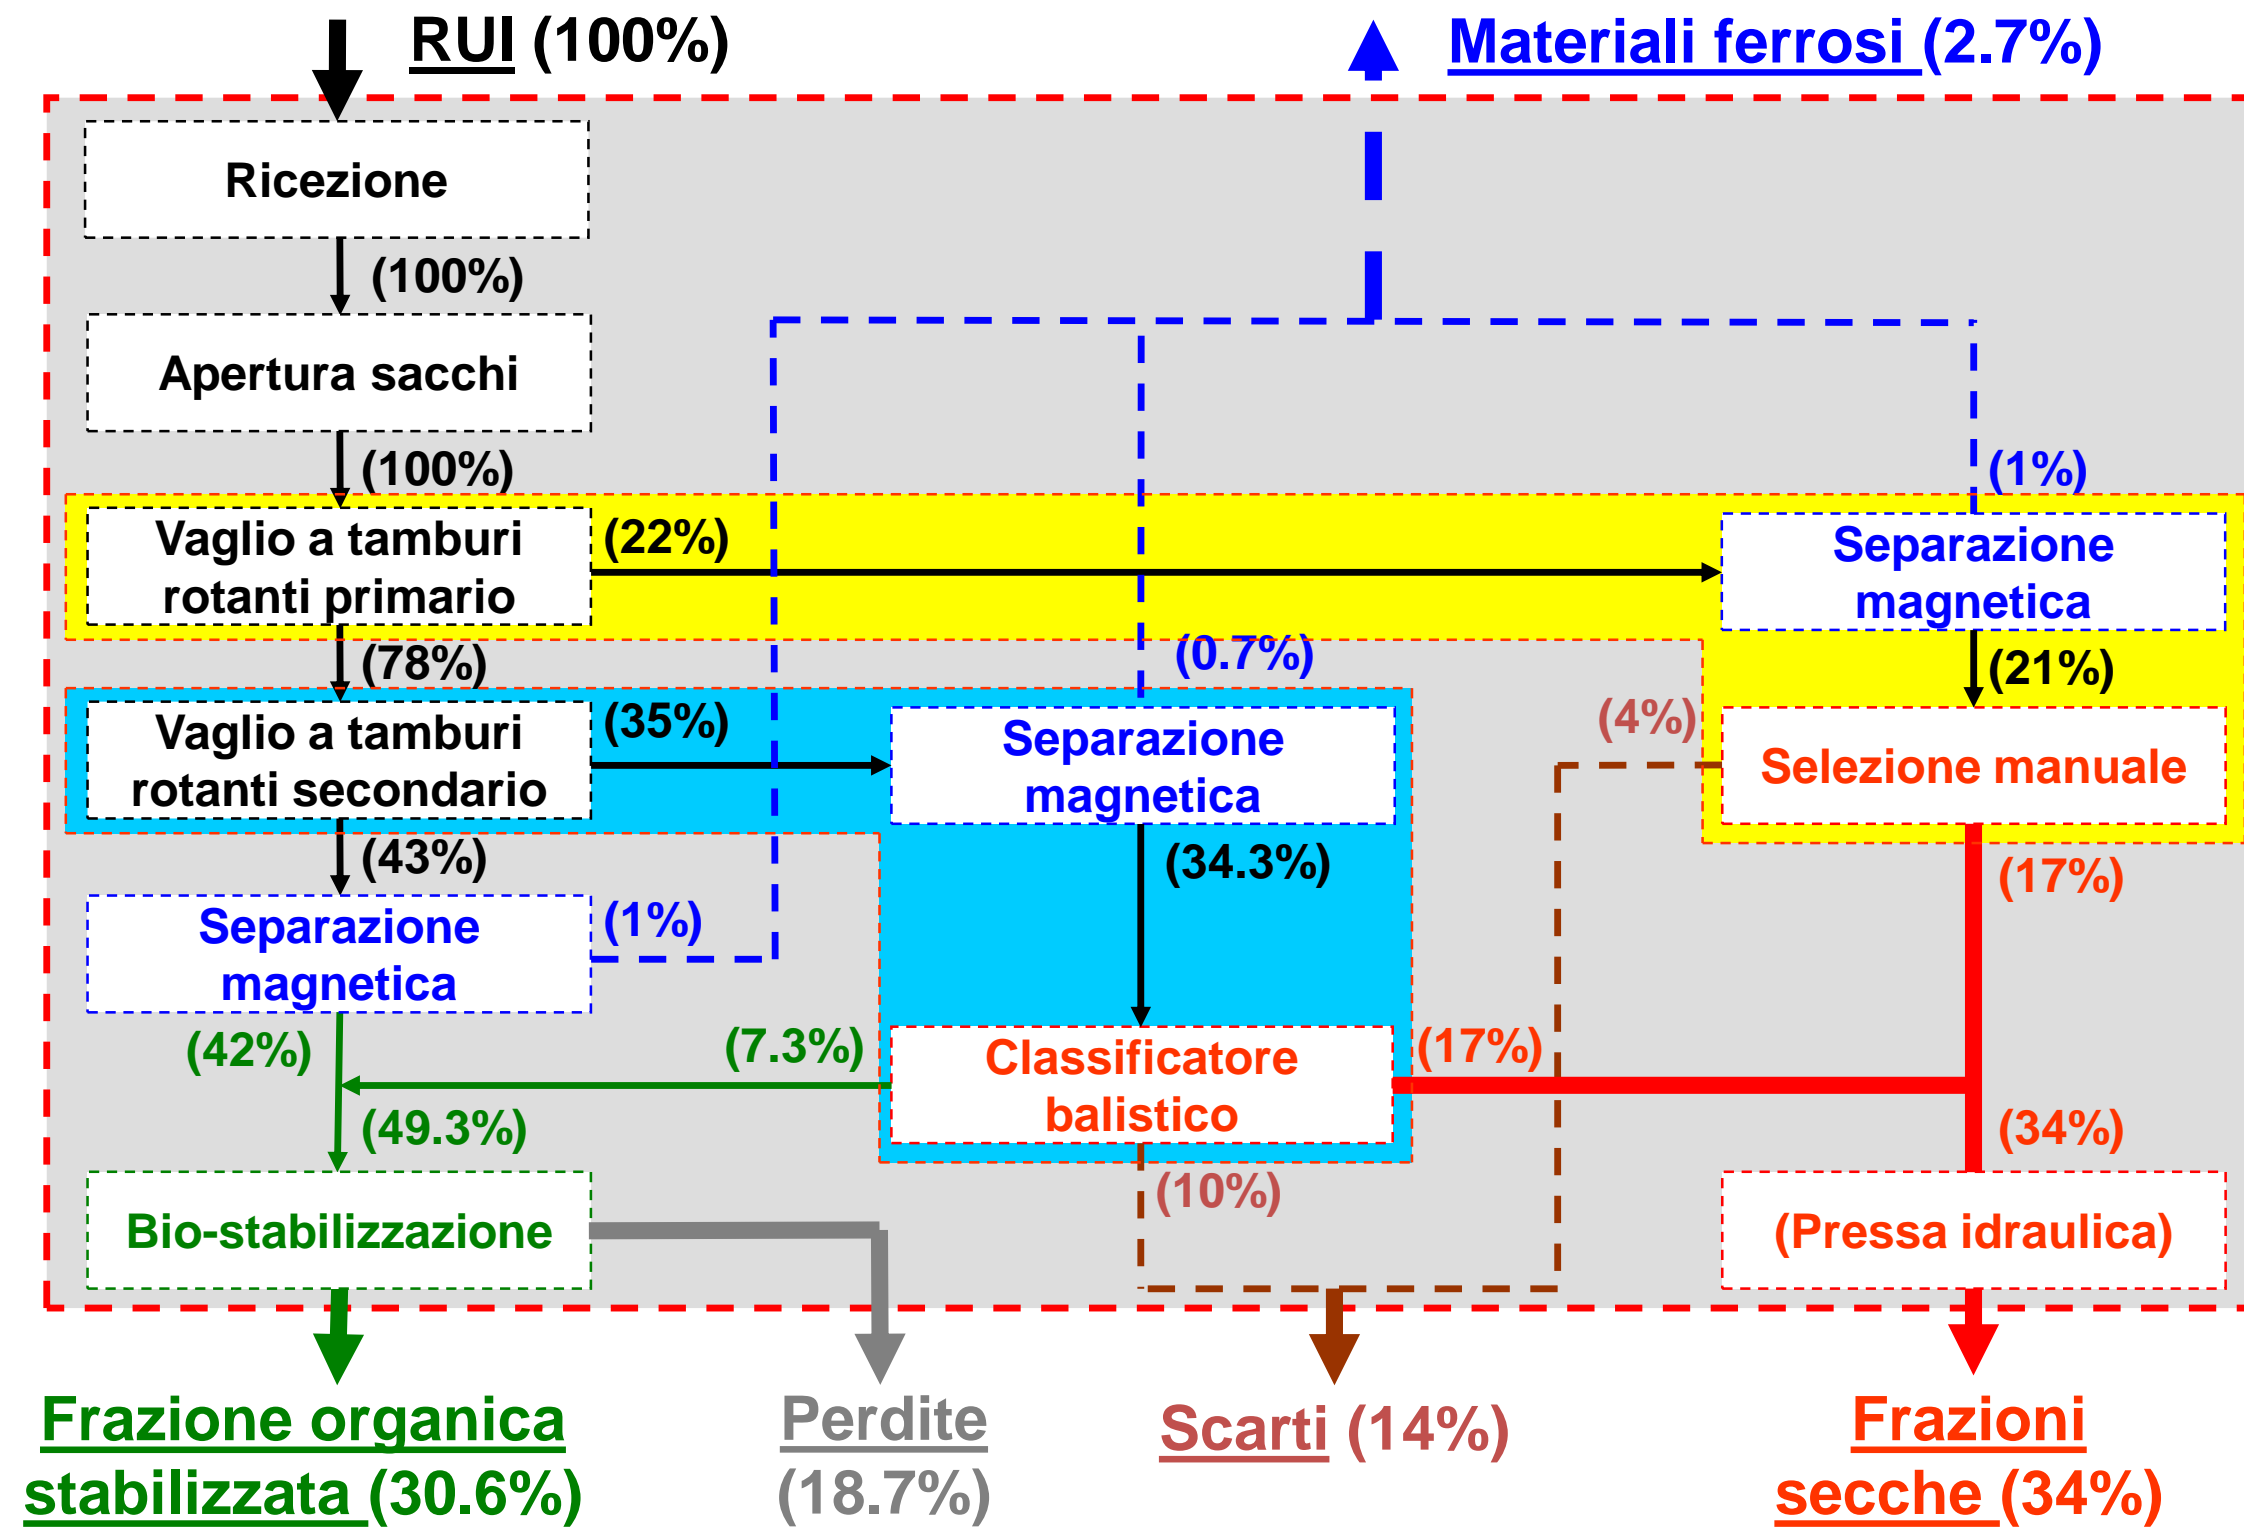 RUI (100%)
Materiali ferrosi (2.7%)
Ricezione
(100%)
Apertura sacchi
(100%)
(1%)
Vaglio a tamburi
rotanti primario
(22%)
Separazione
magnetica
(78%)
(0.7%)
(21%)
Vaglio a tamburi
rotanti secondario
(35%)
Separazione
magnetica
(4%)
Selezione manuale
(43%)
(34.3%)
(17%)
Separazione
magnetica
(1%)
(42%)
(7.3%)
Classificatore
balistico
(17%)
(49.3%)
(34%)
(10%)
Bio-stabilizzazione
(Pressa idraulica)
Frazione organica
stabilizzata (30.6%)
Perdite
(18.7%)
Scarti (14%)
Frazioni
secche (34%)